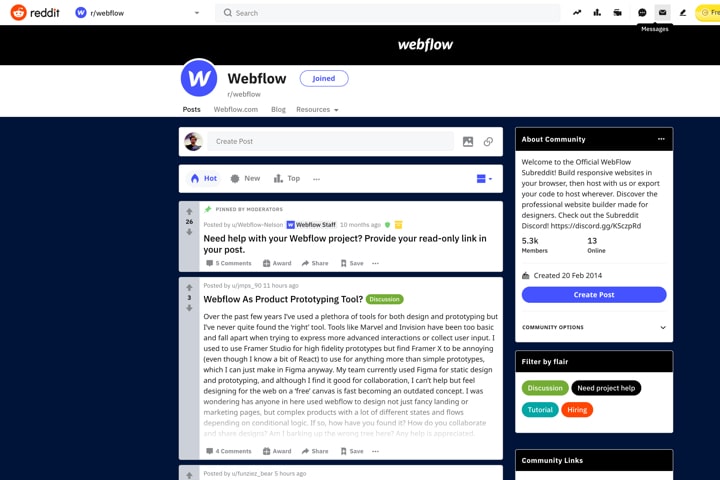 reddit
r/webflow
Search
Fre
Messages
webflow
W
Webflow
Joined
r/webflow
Posts
Webflow.com
Blog
Resources
Create Post
Hot
New
Top
PINNED BY MODERATORS
26
Posted by u/Webflow-Nelson W Webflow Staff 10 months ago
Need help with your Webflow project? Provide your read-only link in
your post.
5 Comments
Award
Share
Save
Posted by u/jmps_90 11 hours ago
3
Webflow As Product Prototyping Tool? Discussion
Over the past few years I've used a plethora of tools for both design and prototyping but
I've never quite found the 'right' tool. Tools like Marvel and Invision have been too basic
and fall apart when trying to express more advanced interactions or collect user input. I
used to use Framer Studio for high fidelity prototypes but find Framer X to be annoying
(even though I know a bit of React) to use for anything more than simple prototypes,
which I can just make in Figma anyway. My team currently used Figma for static design
and prototyping, and although I find it good for collaboration, I can't help but feel
designing for the web on a 'free' canvas is fast becoming an outdated concept. I was
wondering has anyone in here used webflow to design not just fancy landing or
marketing pages, but complex products with a lot of different states and flows
depending on conditional logic. If so, how have you found it? How do you collaborate
and share designs? Am I barking up the wrong tree here? Any help is appreciated.
4 Comments
Award
Share
Save
Posted by u/funziez_bear 5 hours ago
About Community
Welcome to the Official WebFlow
Subreddit! Build responsive websites in
your browser, then host with us or export
your code to host wherever. Discover the
professional website builder made for
designers. Check out the Subreddit
Discord! https://discord.gg/KSczpRd
5.3k
Members
13
Online
Created 20 Feb 2014
Create Post
COMMUNITY OPTIONS
Filter by flair
Discussion
Need project help
Tutorial
Hiring
Community Links